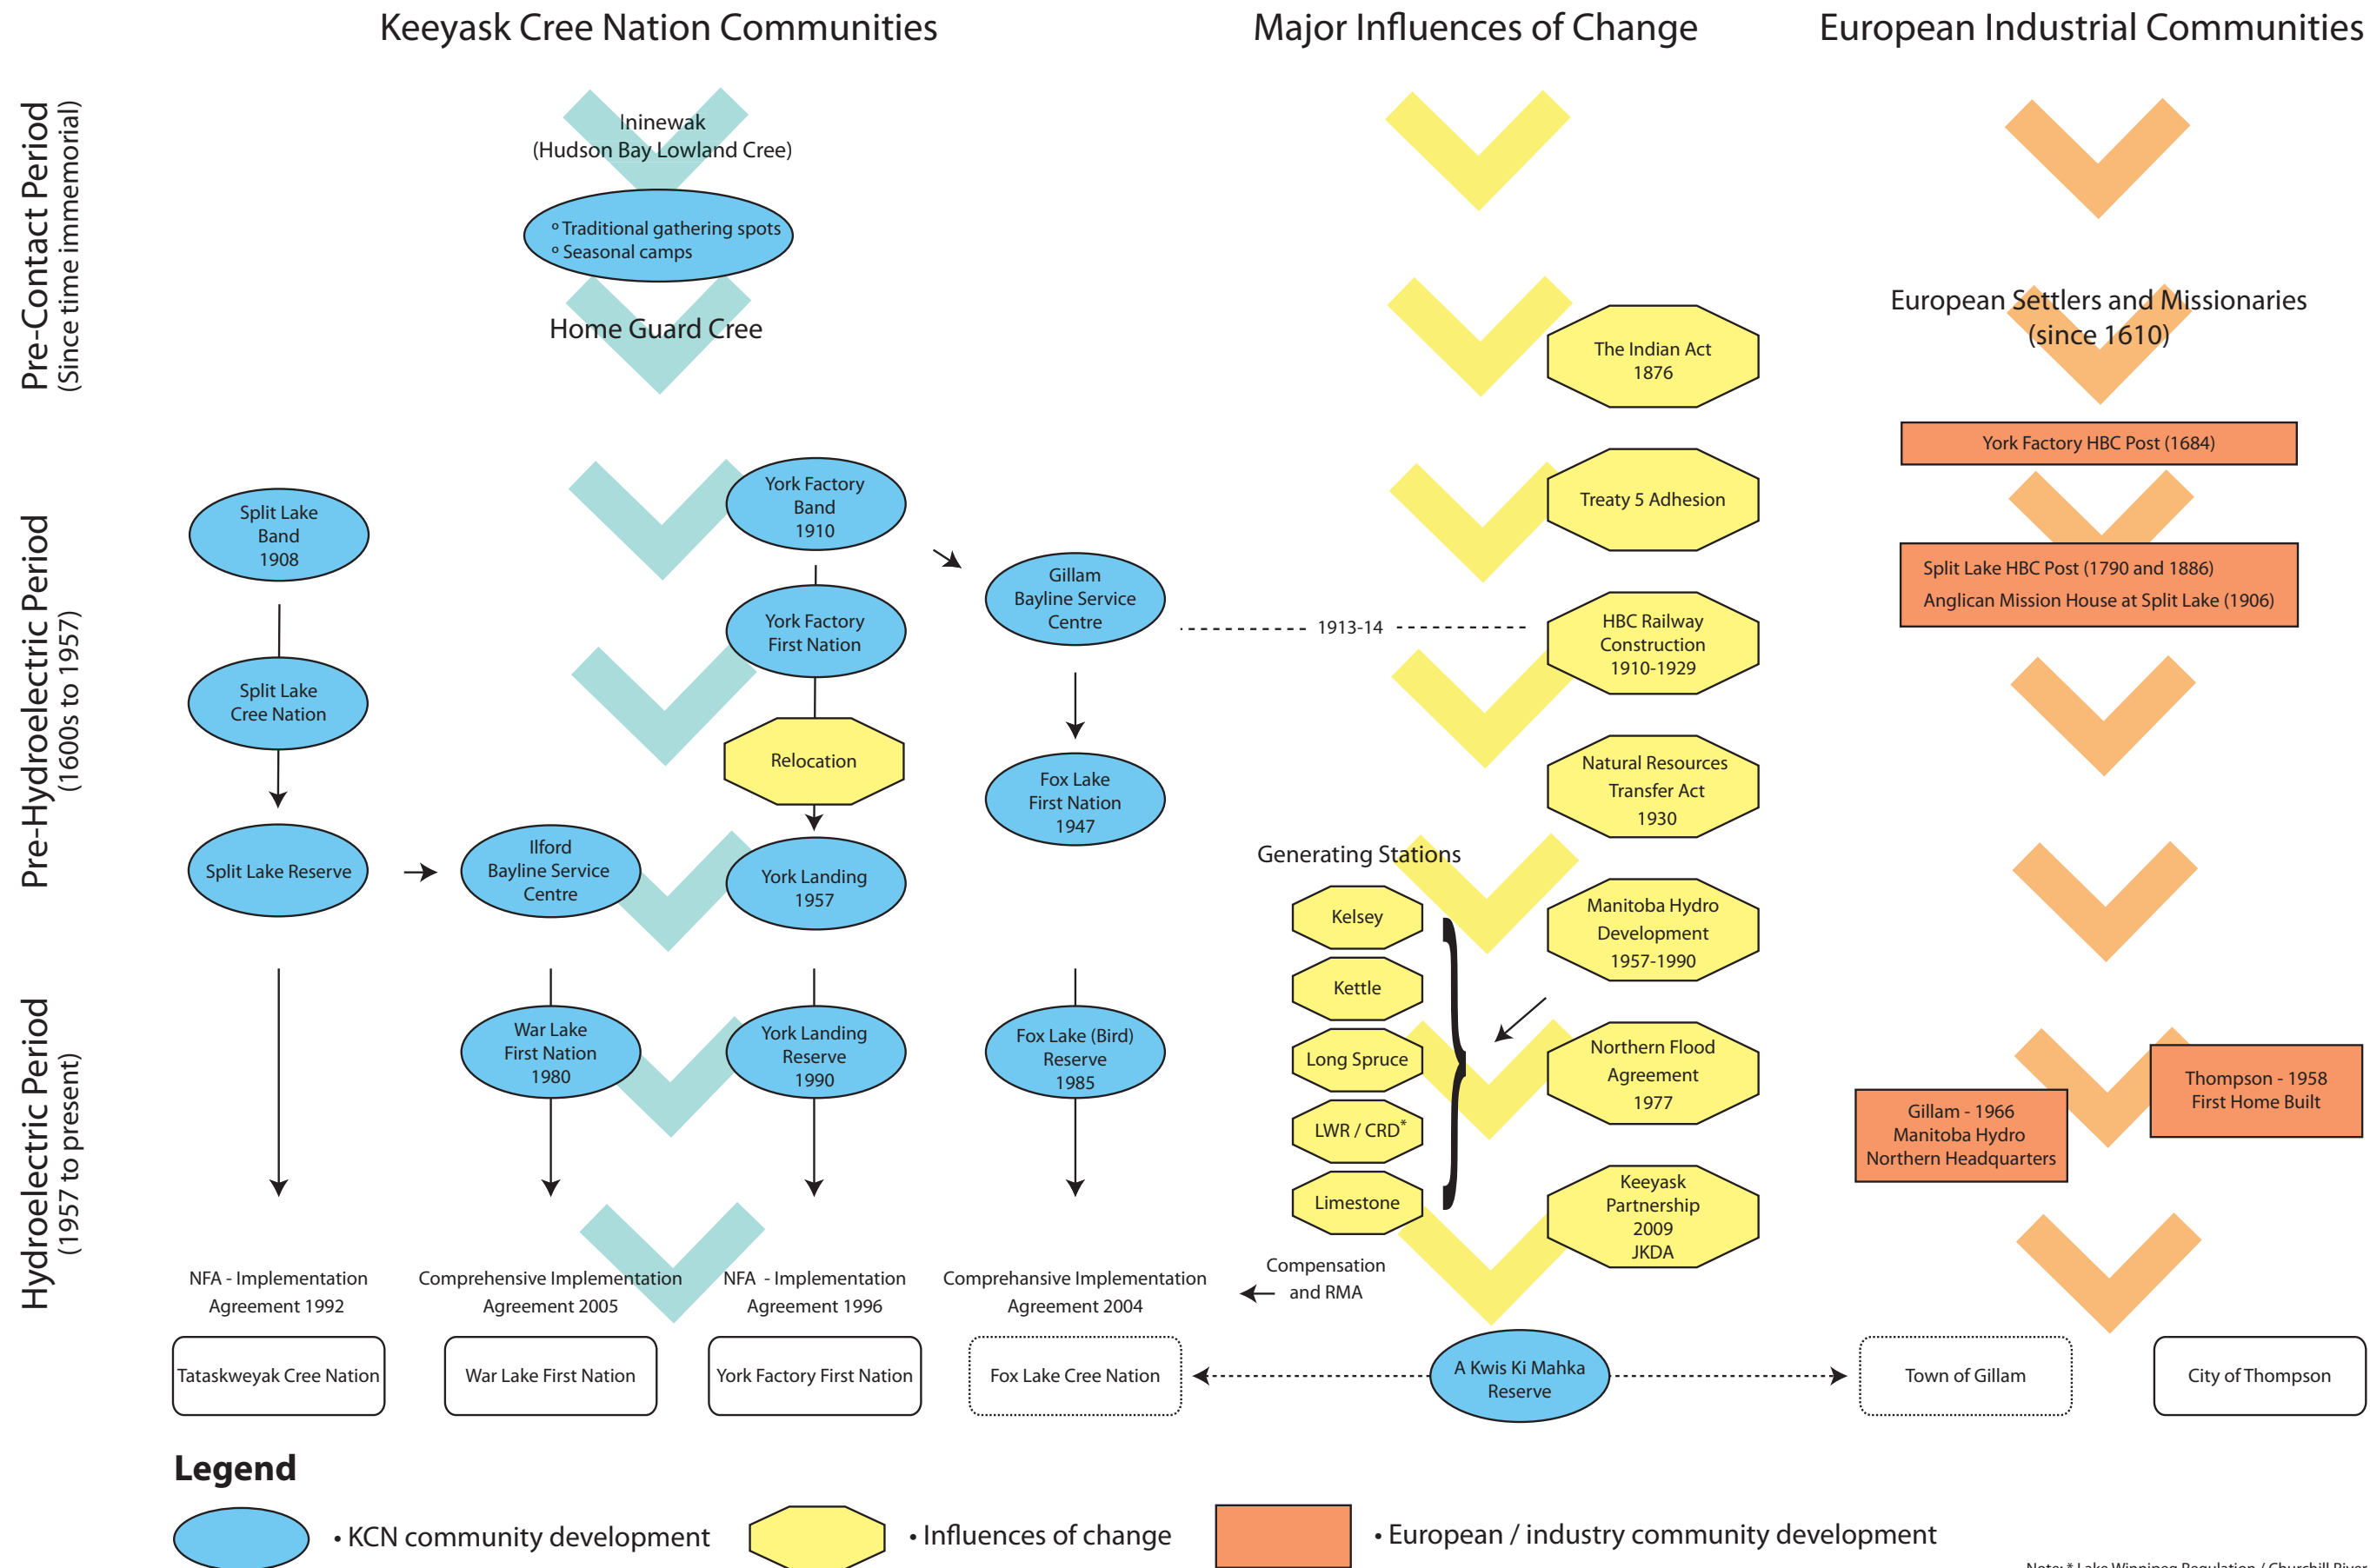 Keeyask Cree Nation Communities
Major Influences of Change
European Industrial Communities
Pre-Contact Period
(Since time immemorial)
Ininewak
(Hudson Bay Lowland Cree)
º Traditional gathering spots
º Seasonal camps
Home Guard Cree
The Indian Act
1876
European Settlers and Missionaries
(since 1610)
York Factory HBC Post (1684)
Pre-Hydroelectric Period
(1600s to 1957)
Split Lake
Band
1908
York Factory
Band
1910
Gillam
Bayline Service
Centre
Treaty 5 Adhesion
Split Lake HBC Post (1790 and 1886)
Anglican Mission House at Split Lake (1906)
York Factory
First Nation
1913-14
HBC Railway
Construction
1910-1929
Split Lake
Cree Nation
Relocation
Fox Lake
First Nation
1947
Natural Resources
Transfer Act
1930
Split Lake Reserve
Ilford
Bayline Service
Centre
York Landing
1957
Generating Stations
Kelsey
Kettle
Long Spruce
LWR / CRD*
Limestone
Manitoba Hydro
Development
1957-1990
Hydroelectric Period
(1957 to present)
War Lake
First Nation
1980
York Landing
Reserve
1990
Fox Lake (Bird)
Reserve
1985
Northern Flood
Agreement
1977
Gillam - 1966
Manitoba Hydro
Northern Headquarters
Thompson - 1958
First Home Built
Keeyask
Partnership
2009
JKDA
NFA - Implementation
Agreement 1992
Comprehensive Implementation
Agreement 2005
NFA - Implementation
Agreement 1996
Comprehansive Implementation
Agreement 2004
Compensation
and RMA
Tataskweyak Cree Nation
War Lake First Nation
York Factory First Nation
Fox Lake Cree Nation
A Kwis Ki Mahka
Reserve
Town of Gillam
City of Thompson
Legend
• KCN community development
• Influences of change
• European / industry community development
Note: * Lake Winnipeg Regulation / Churchill River